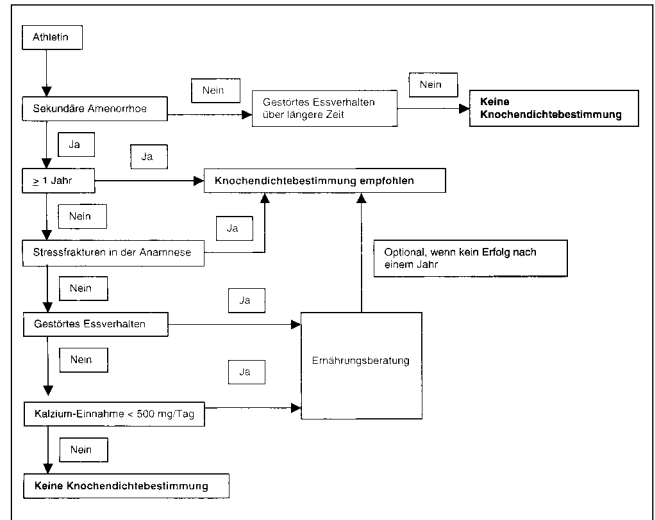 Athletin
Nein
Nein
Sekundäre Amenorrhoe
Gestörtes Essverhalten
über längere Zeit
Keine
Knochendichtebestimmung
Ja
Ja
≥ 1 Jahr
Knochendichtebestimmung empfohlen
Nein
Ja
Stressfrakturen in der Anamnese
Optional, wenn kein Erfolg nach
einem Jahr
Nein
Ja
Gestörtes Essverhalten
Ernährungsberatung
Nein
Ja
Kalzium-Einnahme < 500 mg/Tag
Nein
Keine Knochendichtebestimmung